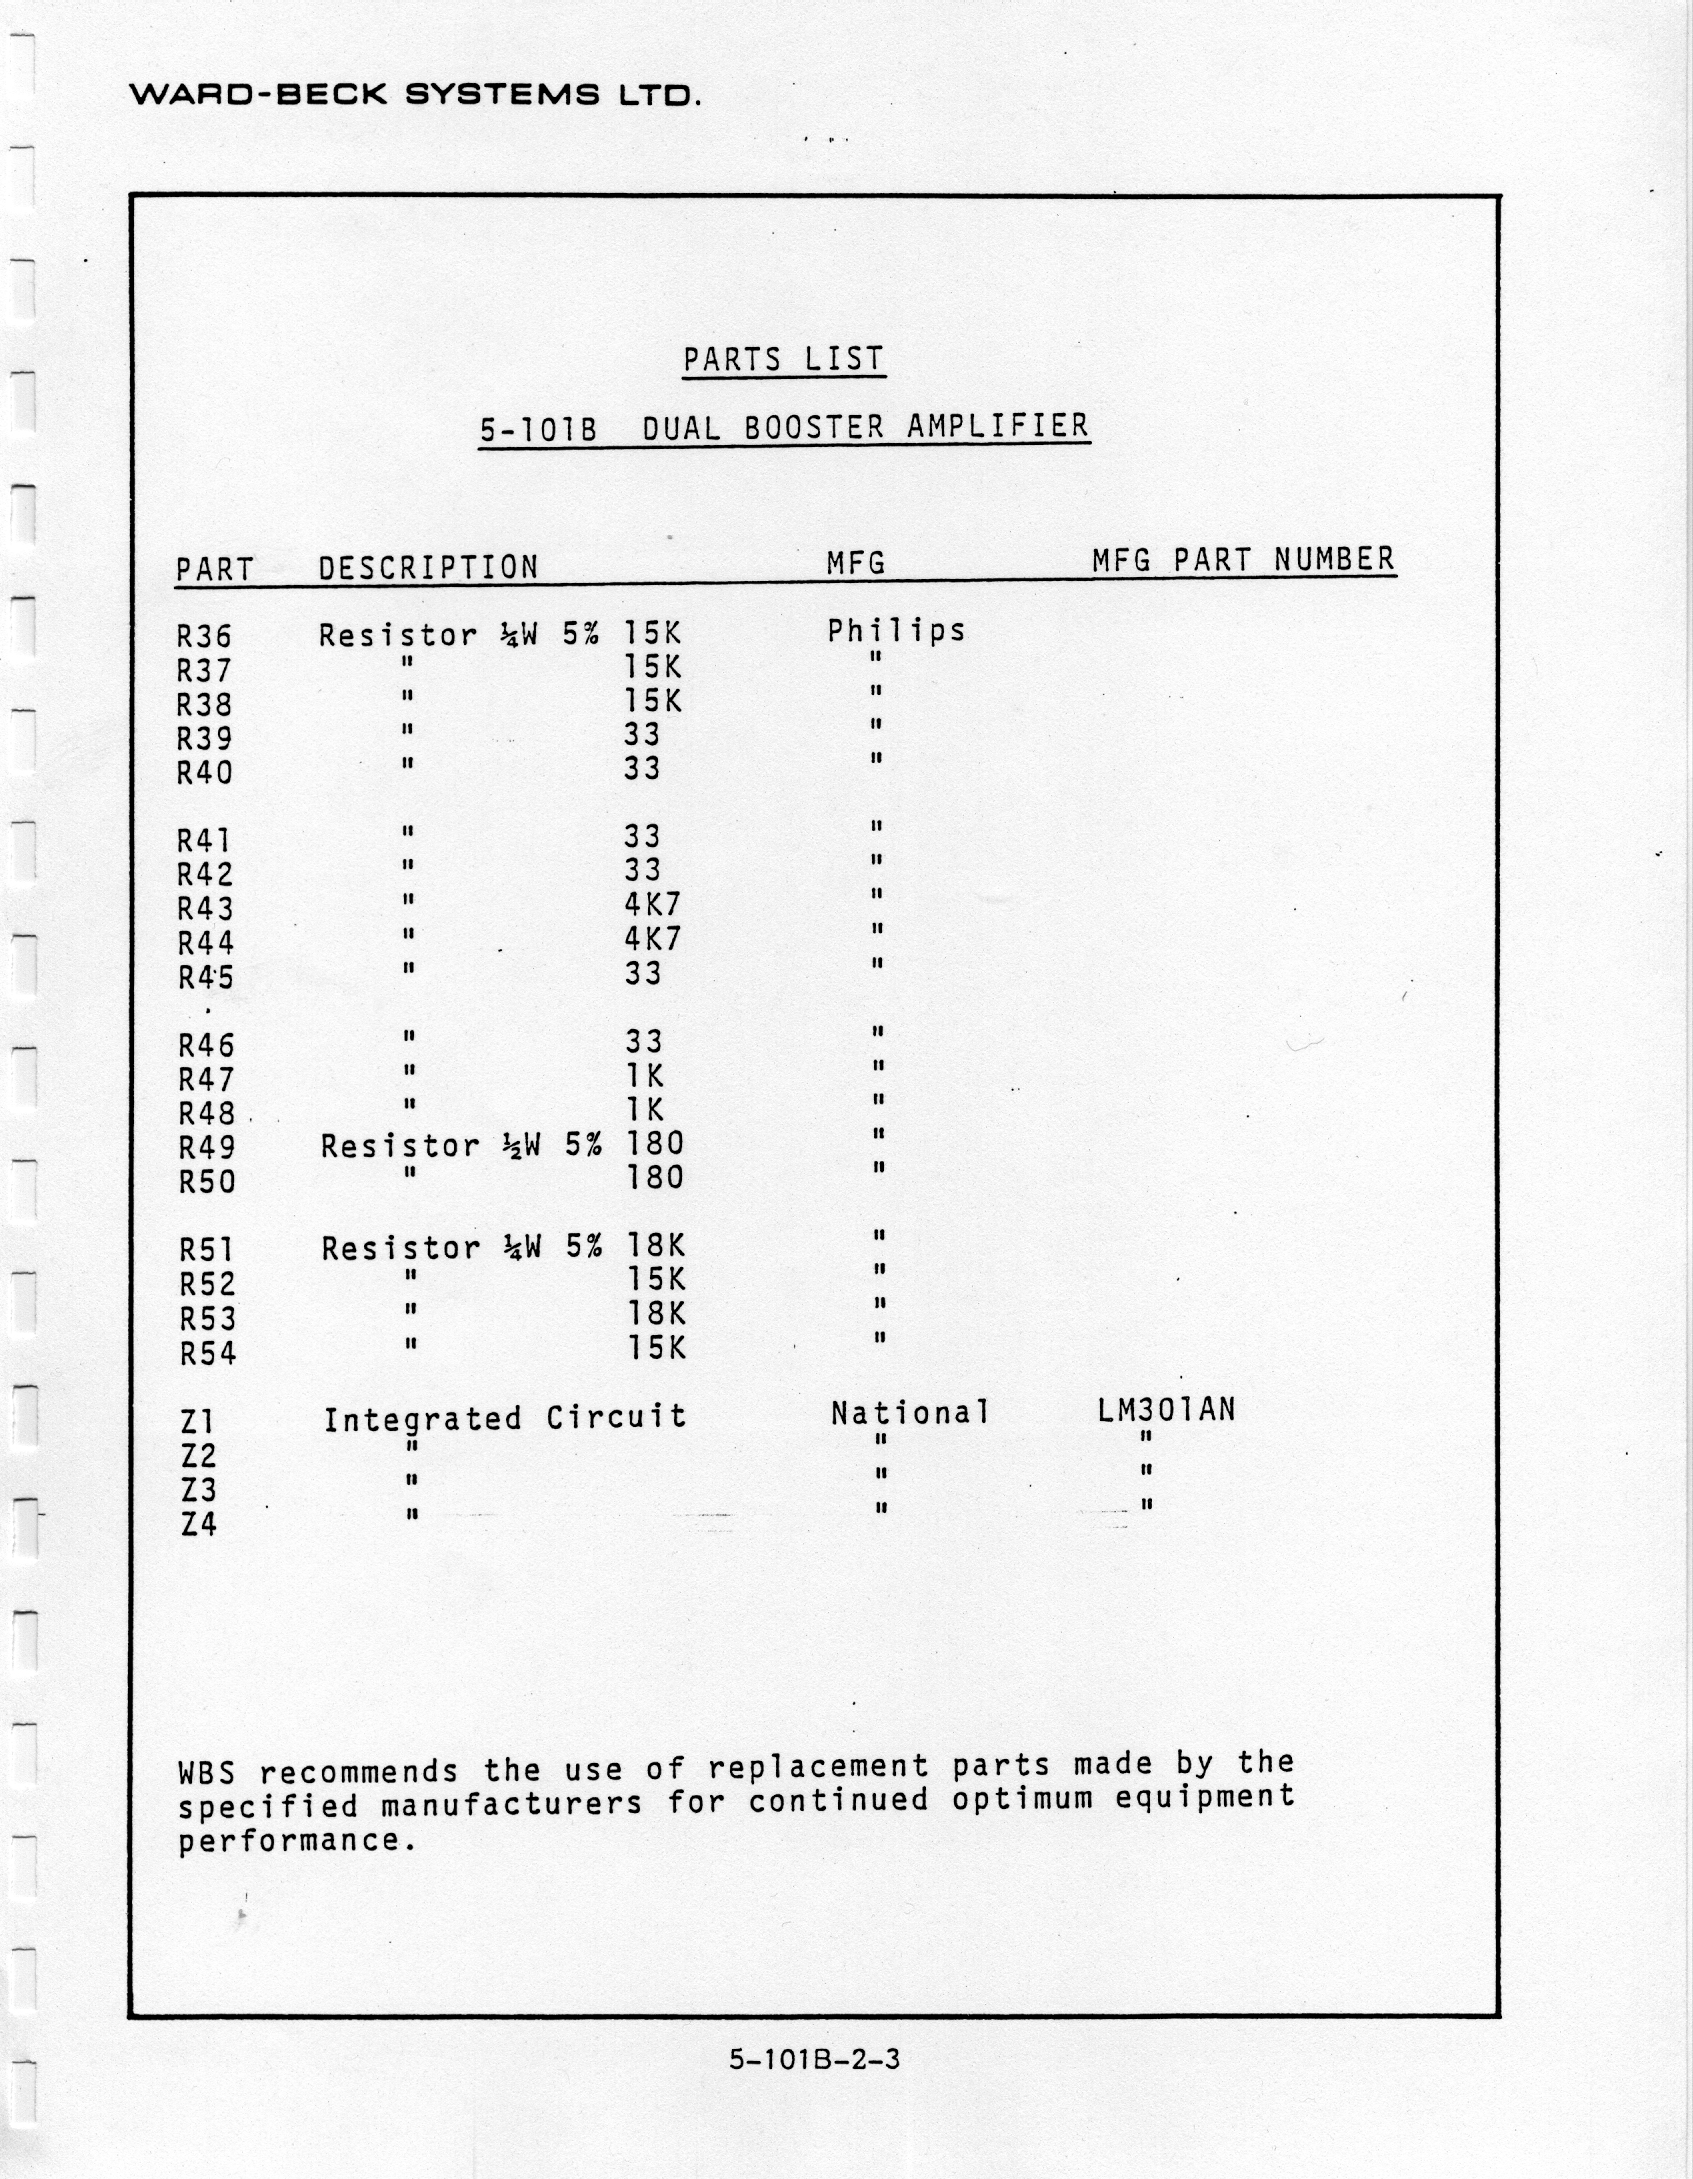 WARD-BECK SYSTEMS LTD.
PARTS LIST
5-101B DUAL BOOSTER AMPLIFIER
PART DESCRIPTION MFG MFG PART NUMBER
R36 Resistor ¼W 5% 15K Philips
R37 " 15K "
R38 " 15K "
R39 " 33 "
R40 " 33 "
R41 " 33 "
R42 " 33 "
R43 " 4K7 "
R44 " 4K7 "
R45 " 33 "
R46 " 33 "
R47 " 1K "
R48 " 1K "
R49 Resistor ½W 5% 180 "
R50 " 180 "
R51 Resistor ¼W 5% 18K "
R52 " 15K "
R53 " 18K "
R54 " 15K "
Z1 Integrated Circuit National LM301AN
Z2 " " "
Z3 " " "
Z4 " " "
WBS recommends the use of replacement parts made by the
specified manufacturers for continued optimum equipment
performance.
5-101B-2-3